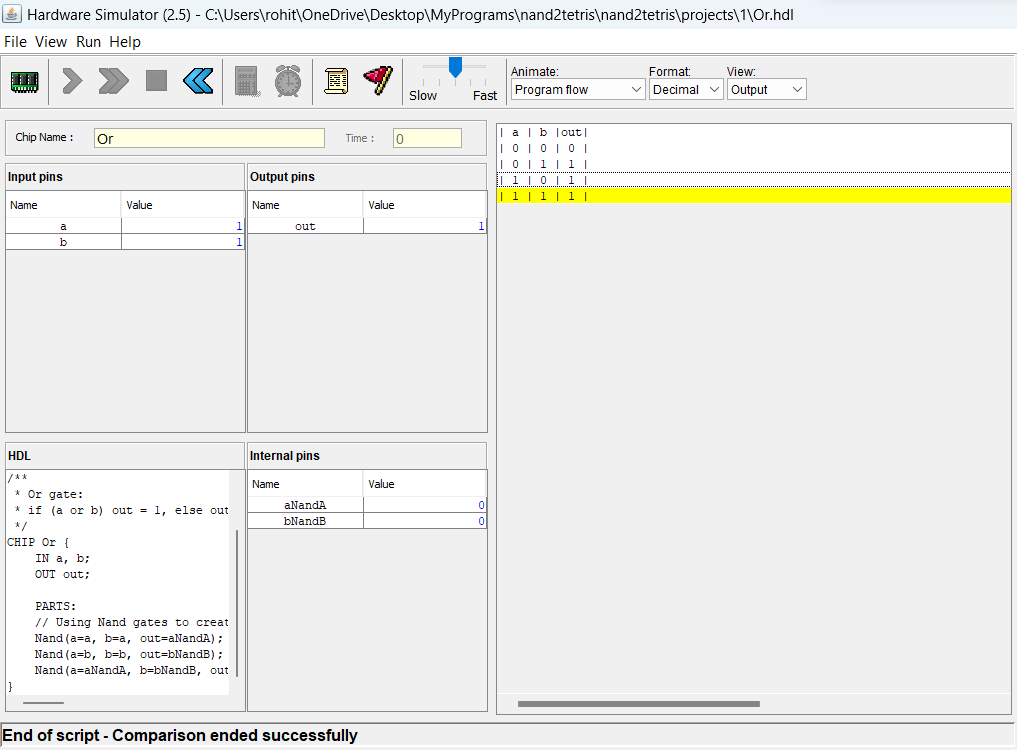 Hardware Simulator (2.5) - C:\Users\rohit\OneDrive\Desktop\MyPrograms\nand2tetris\nand2tetris\projects\1\Or.hdl
File View Run Help
Slow Fast
Animate: Format: View:
Program flow Decimal Output
Chip Name : Or Time : 0
Input pins
Name Value
a 1
b 1
Output pins
Name Value
out 1
HDL
/**
 * Or gate:
 * if (a or b) out = 1, else out
 */
CHIP Or {
    IN a, b;
    OUT out;
    PARTS:
    // Using Nand gates to creat
    Nand(a=a, b=a, out=aNandA);
    Nand(a=b, b=b, out=bNandB);
    Nand(a=aNandA, b=bNandB, out
}
Internal pins
Name Value
aNandA 0
bNandB 0
| a | b |out|
| 0 | 0 | 0 |
| 0 | 1 | 1 |
| 1 | 0 | 1 |
| 1 | 1 | 1 |
End of script - Comparison ended successfully